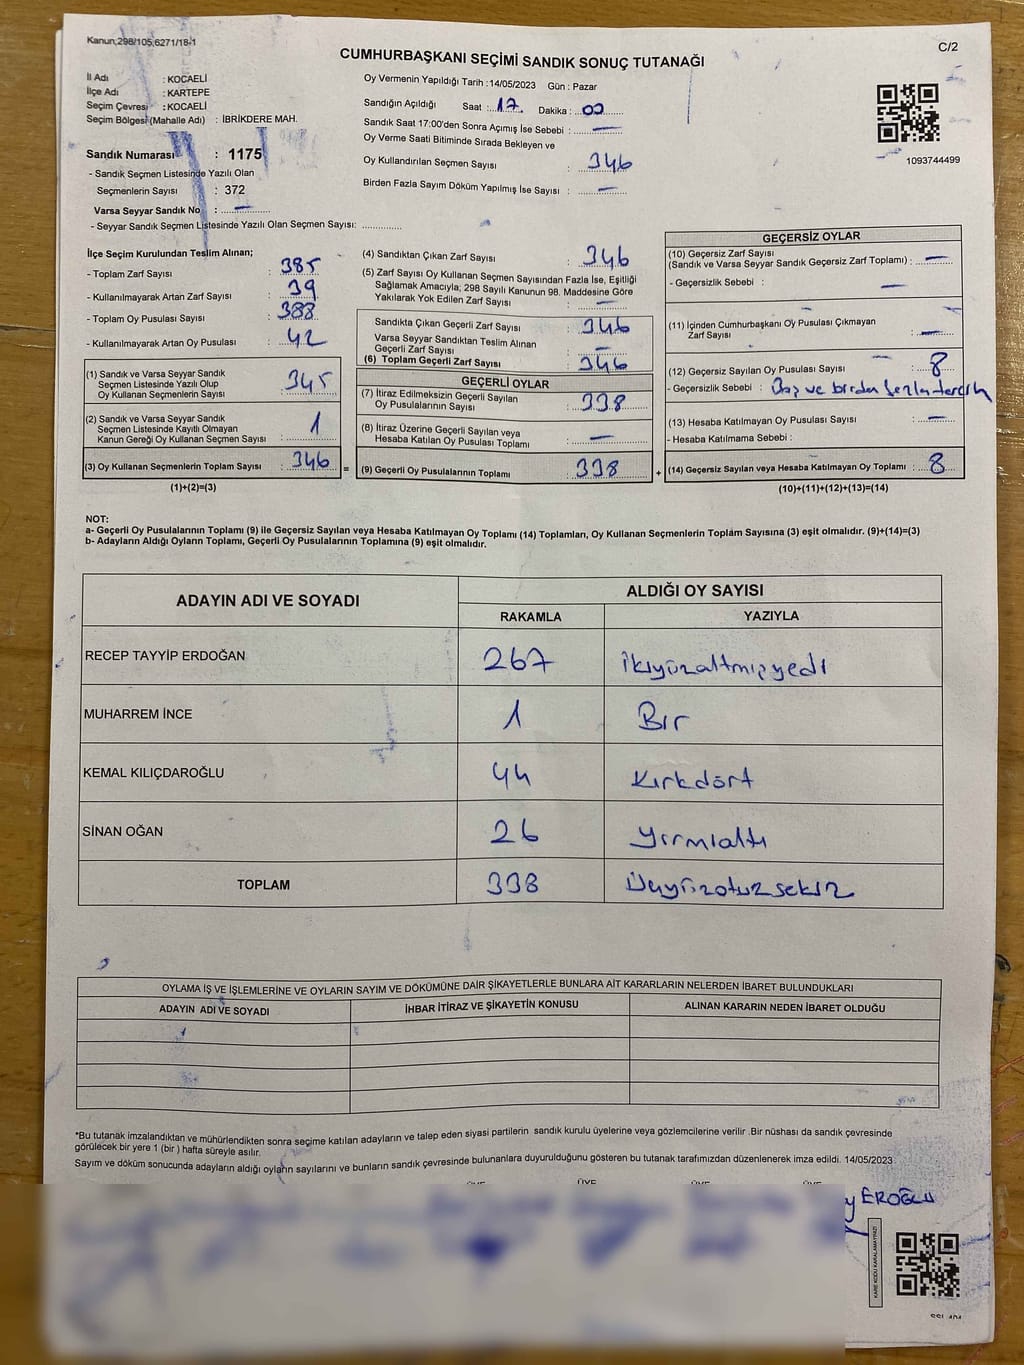 Kanun;298/105,6271/18-1
C/2
CUMHURBAŞKANI SEÇİMİ SANDIK SONUÇ TUTANAĞI
İl Adı : KOCAELİ
İlçe Adı : KARTEPE
Seçim Çevresi : KOCAELİ
Seçim Bölgesi (Mahalle Adı) : İBRİKDERE MAH.
Oy Vermenin Yapıldığı Tarih : 14/05/2023 Gün : Pazar
Sandığın Açıldığı Saat : 17 Dakika : 00
Sandık Saat 17:00'den Sonra Açımış İse Sebebi : —
Oy Verme Saati Bitiminde Sırada Bekleyen ve
Oy Kullandırılan Seçmen Sayısı : 346
Birden Fazla Sayım Döküm Yapılmış İse Sayısı : —
1093744499
Sandık Numarası : 1175
- Sandık Seçmen Listesinde Yazılı Olan
Seçmenlerin Sayısı : 372
Varsa Seyyar Sandık No : —
- Seyyar Sandık Seçmen Listesinde Yazılı Olan Seçmen Sayısı: ..............
İlçe Seçim Kurulundan Teslim Alınan;
- Toplam Zarf Sayısı : 385
- Kullanılmayarak Artan Zarf Sayısı : 39
- Toplam Oy Pusulası Sayısı : 388
- Kullanılmayarak Artan Oy Pusulası : 42
(1) Sandık ve Varsa Seyyar Sandık
Seçmen Listesinde Yazılı Olup
Oy Kullanan Seçmenlerin Sayısı : 345
(2) Sandık ve Varsa Seyyar Sandık
Seçmen Listesinde Kayıtlı Olmayan
Kanun Gereği Oy Kullanan Seçmen Sayısı : 1
(3) Oy Kullanan Seçmenlerin Toplam Sayısı : 346
(1)+(2)=(3)
(4) Sandıktan Çıkan Zarf Sayısı : 346
(5) Zarf Sayısı Oy Kullanan Seçmen Sayısından Fazla İse, Eşitliği
Sağlamak Amacıyla; 298 Sayılı Kanunun 98. Maddesine Göre
Yakılarak Yok Edilen Zarf Sayısı : —
Sandıkta Çıkan Geçerli Zarf Sayısı : 346
Varsa Seyyar Sandıktan Teslim Alınan
Geçerli Zarf Sayısı : —
(6) Toplam Geçerli Zarf Sayısı : 346
GEÇERLİ OYLAR
(7) İtiraz Edilmeksizin Geçerli Sayılan
Oy Pusulalarının Sayısı : 338
(8) İtiraz Üzerine Geçerli Sayılan veya
Hesaba Katılan Oy Pusulası Toplamı : —
= (9) Geçerli Oy Pusulalarının Toplamı : 338
GEÇERSİZ OYLAR
(10) Geçersiz Zarf Sayısı
(Sandık ve Varsa Seyyar Sandık Geçersiz Zarf Toplamı) : —
- Geçersizlik Sebebi : —
(11) İçinden Cumhurbaşkanı Oy Pusulası Çıkmayan
Zarf Sayısı : —
(12) Geçersiz Sayılan Oy Pusulası Sayısı : 8
- Geçersizlik Sebebi : Boş ve birden fazla tercih
(13) Hesaba Katılmayan Oy Pusulası Sayısı : —
- Hesaba Katılmama Sebebi :
+ (14) Geçersiz Sayılan veya Hesaba Katılmayan Oy Toplamı : 8
(10)+(11)+(12)+(13)=(14)
NOT:
a- Geçerli Oy Pusulalarının Toplamı (9) ile Geçersiz Sayılan veya Hesaba Katılmayan Oy Toplamı (14) Toplamları, Oy Kullanan Seçmenlerin Toplam Sayısına (3) eşit olmalıdır. (9)+(14)=(3)
b- Adayların Aldığı Oyların Toplamı, Geçerli Oy Pusulalarının Toplamına (9) eşit olmalıdır.
ADAYIN ADI VE SOYADI ALDIĞI OY SAYISI
RAKAMLA YAZIYLA
RECEP TAYYİP ERDOĞAN 267 ikiyüzaltmışyedi
MUHARREM İNCE 1 Bir
KEMAL KILIÇDAROĞLU 44 Kırkdört
SİNAN OĞAN 26 Yirmialtı
TOPLAM 338 Üçyüzotuzsekiz
OYLAMA İŞ VE İŞLEMLERİNE VE OYLARIN SAYIM VE DÖKÜMÜNE DAİR ŞİKAYETLERLE BUNLARA AİT KARARLARIN NELERDEN İBARET BULUNDUKLARI
ADAYIN ADI VE SOYADI İHBAR İTİRAZ VE ŞİKAYETİN KONUSU ALINAN KARARIN NEDEN İBARET OLDUĞU
*Bu tutanak imzalandıktan ve mühürlendikten sonra seçime katılan adayların ve talep eden siyasi partilerin sandık kurulu üyelerine veya gözlemcilerine verilir .Bir nüshası da sandık çevresinde
görülecek bir yere 1 (bir ) hafta süreyle asılır.
Sayım ve döküm sonucunda adayların aldığı oyların sayılarını ve bunların sandık çevresinde bulunanlara duyurulduğunu gösteren bu tutanak tarafımızdan düzenlenerek imza edildi. 14/05/2023
EROĞLU
KARE KODU KARALAMAYINIZ!